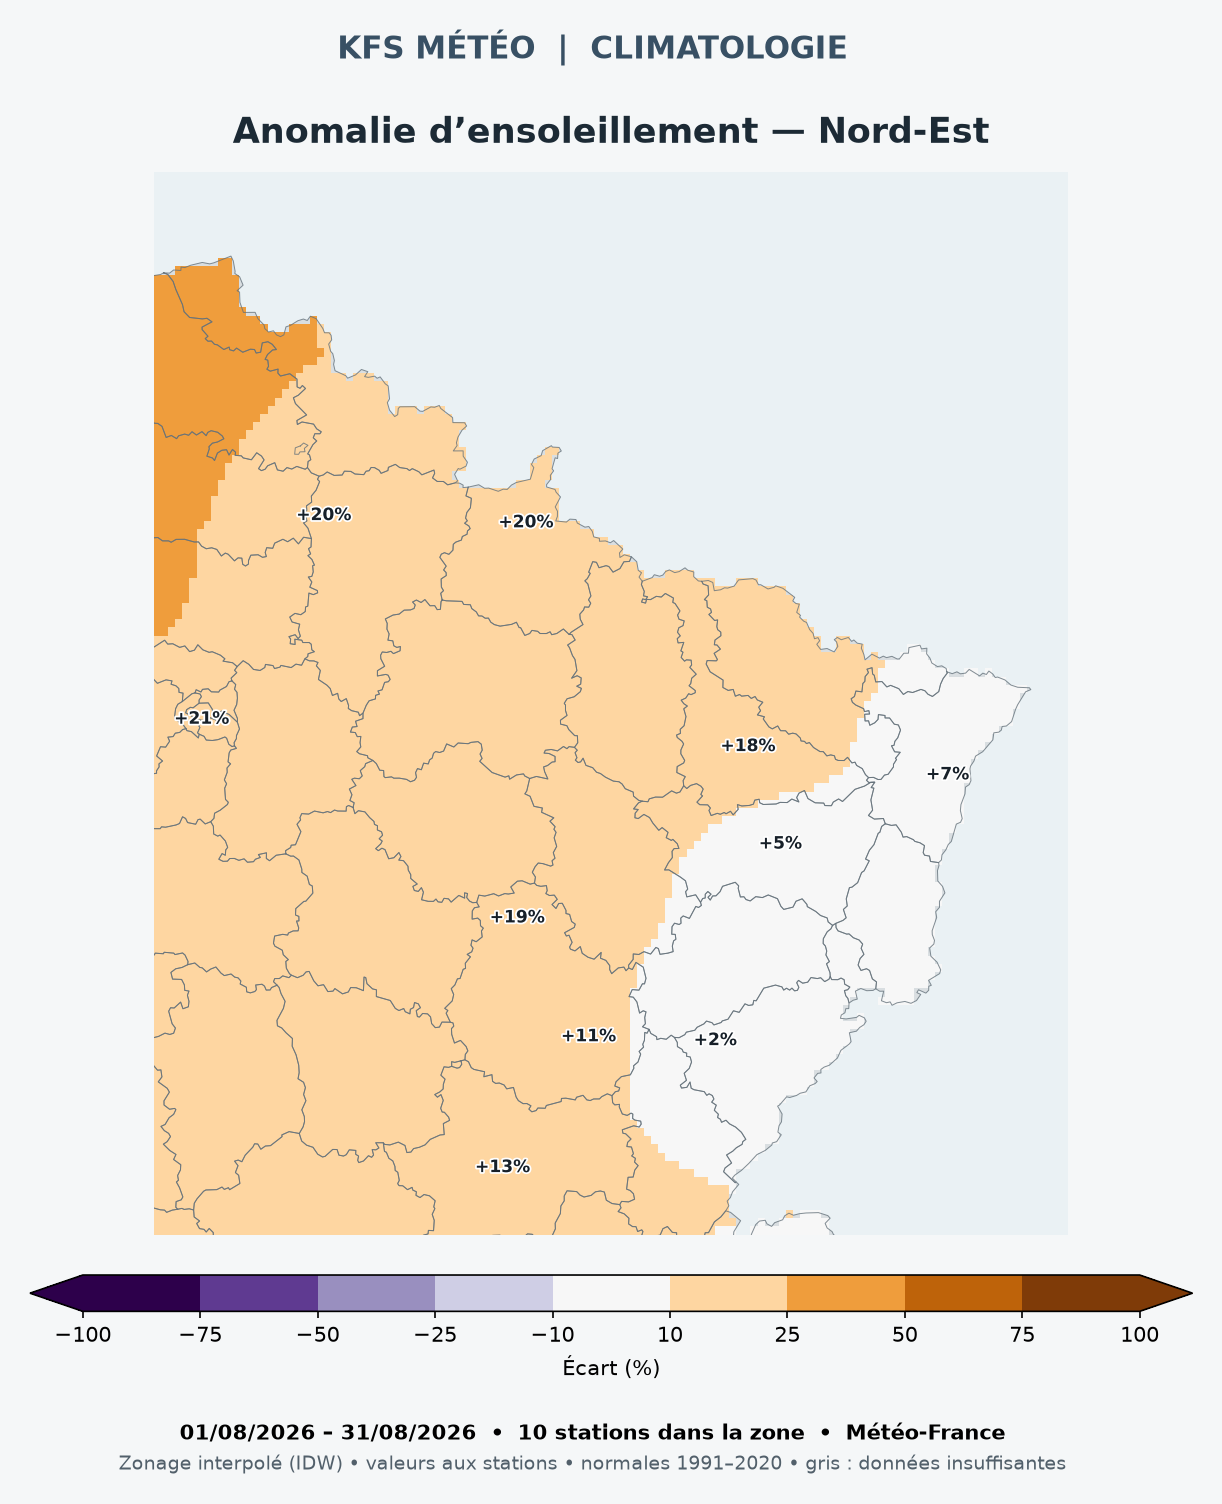 KFS MÉTÉO | CLIMATOLOGIE
Anomalie d’ensoleillement — Nord-Est
+20%
+20%
+21%
+18%
+7%
+5%
+19%
+11%
+2%
+13%
−100 −75 −50 −25 −10 10 25 50 75 100
Écart (%)
01/08/2026 – 31/08/2026 • 10 stations dans la zone • Météo-France
Zonage interpolé (IDW) • valeurs aux stations • normales 1991–2020 • gris : données insuffisantes